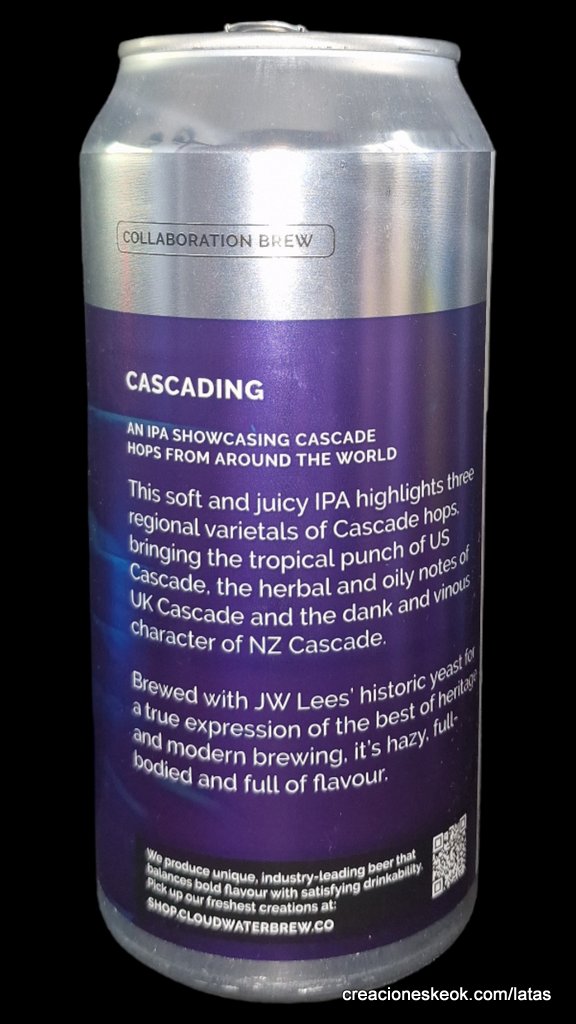 COLLABORATION BREW
CASCADING
AN IPA SHOWCASING CASCADE
HOPS FROM AROUND THE WORLD
This soft and juicy IPA highlights three
regional varietals of Cascade hops,
bringing the tropical punch of US
Cascade, the herbal and oily notes of
UK Cascade and the dank and vinous
character of NZ Cascade.
Brewed with JW Lees' historic yeast for
a true expression of the best of heritage
and modern brewing, it's hazy, full-
bodied and full of flavour.
We produce unique, industry-leading beer that
balances bold flavour with satisfying drinkability.
Pick up our freshest creations at:
SHOP.CLOUDWATERBREW.CO
creacioneskeok.com/latas